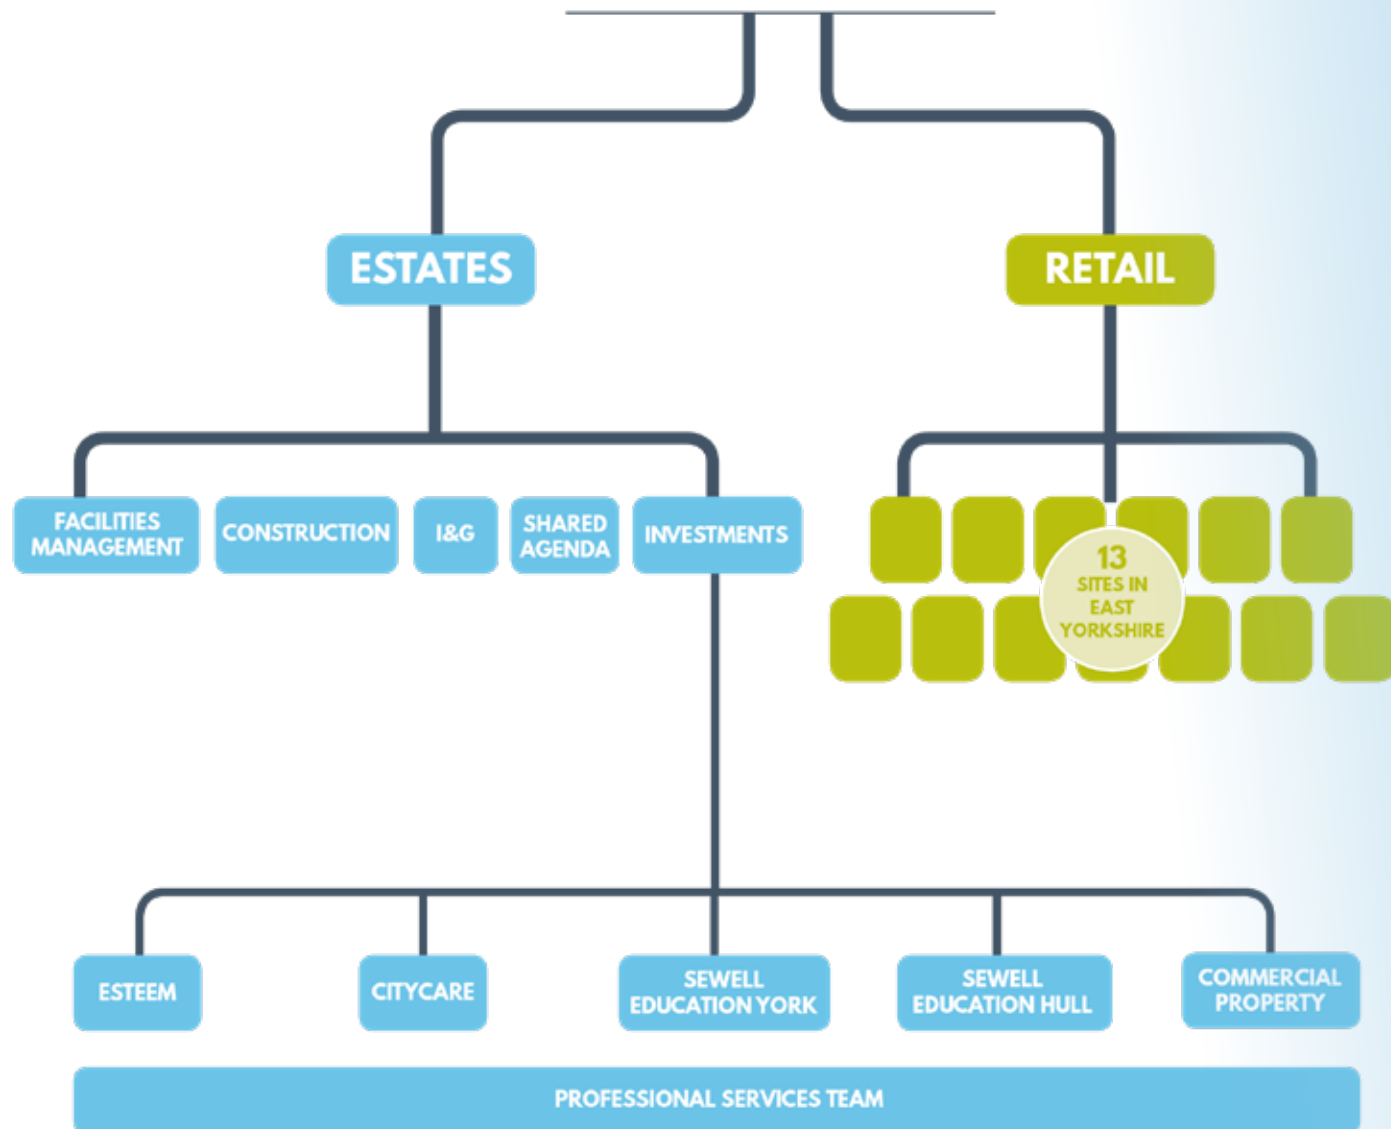 ESTATES
RETAIL
FACILITIES
MANAGEMENT
CONSTRUCTION
I&G
SHARED
AGENDA
INVESTMENTS
13
SITES IN
EAST
YORKSHIRE
ESTEEM
CITYCARE
SEWELL
EDUCATION YORK
SEWELL
EDUCATION HULL
COMMERCIAL
PROPERTY
PROFESSIONAL SERVICES TEAM